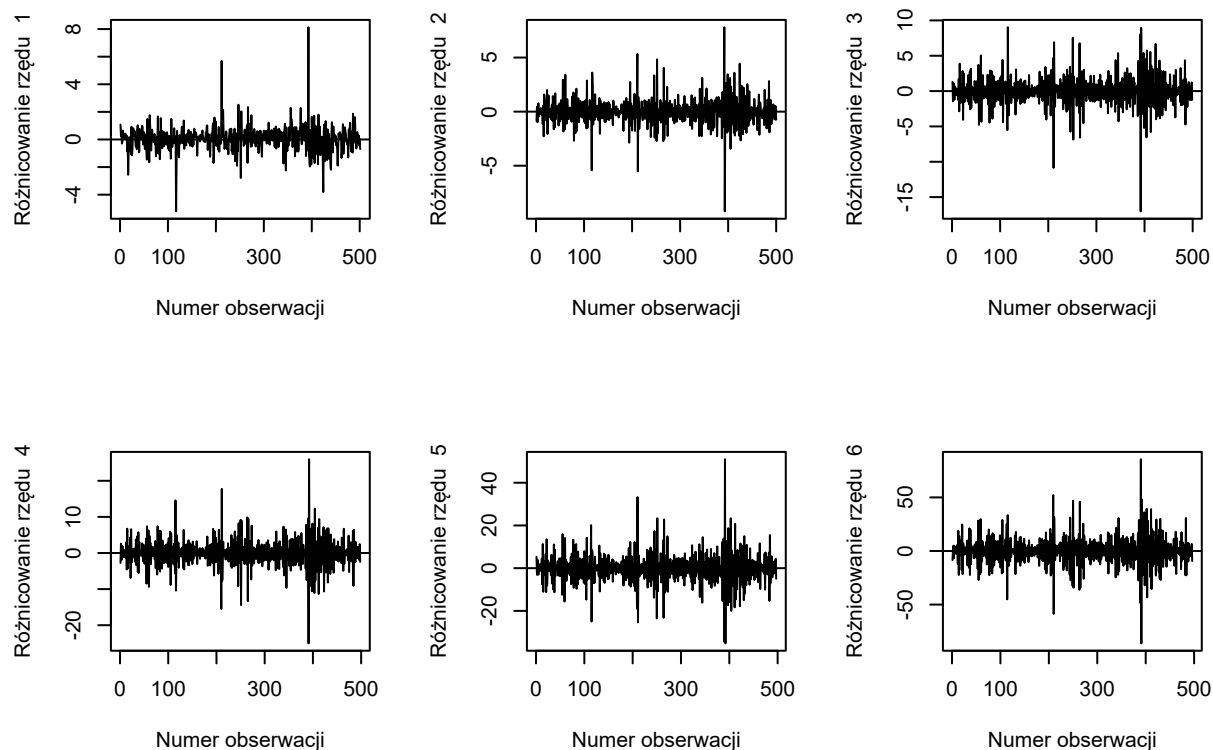 Różnicowanie rzędu 1
8
4
0
-4
0 100 300 500
Numer obserwacji
Różnicowanie rzędu 2
5
0
-5
0 100 300 500
Numer obserwacji
Różnicowanie rzędu 3
10
5
0
-5
-15
0 100 300 500
Numer obserwacji
Różnicowanie rzędu 4
10
0
-20
0 100 300 500
Numer obserwacji
Różnicowanie rzędu 5
40
20
0
-20
0 100 300 500
Numer obserwacji
Różnicowanie rzędu 6
50
0
-50
0 100 300 500
Numer obserwacji